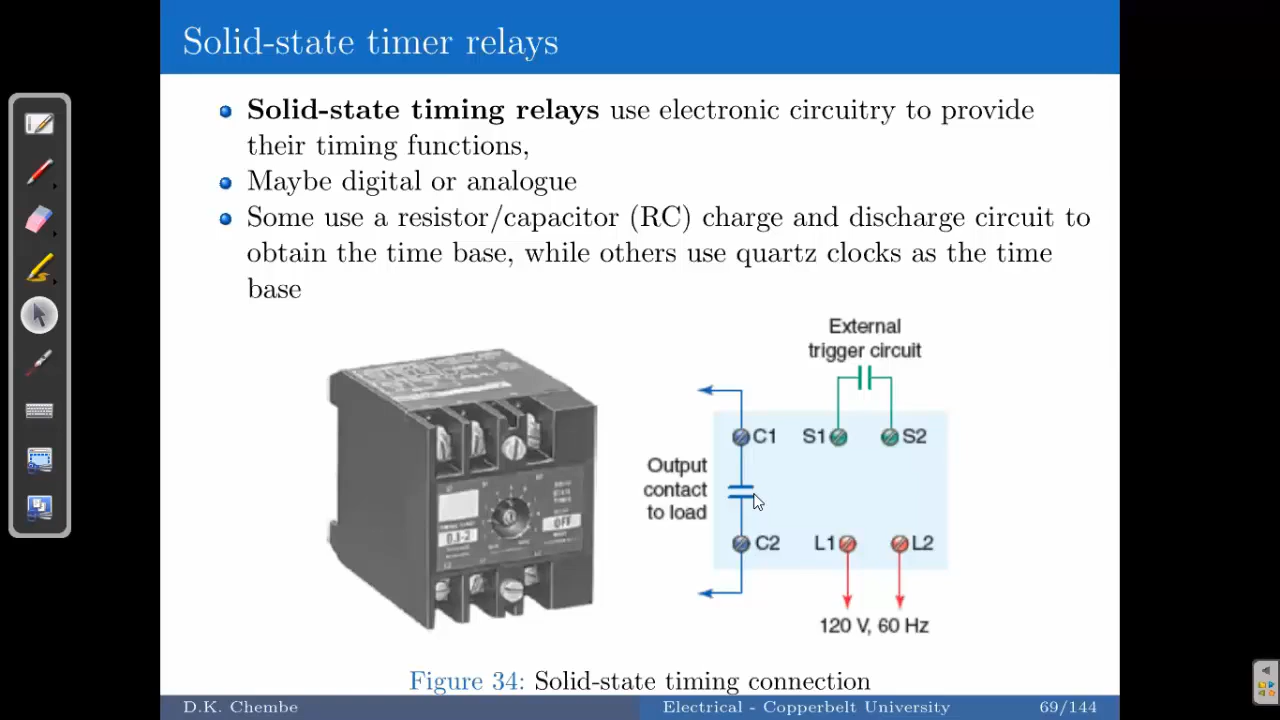 Solid-state timer relays
Solid-state timing relays use electronic circuitry to provide
their timing functions,
Maybe digital or analogue
Some use a resistor/capacitor (RC) charge and discharge circuit to
obtain the time base, while others use quartz clocks as the time
base
External
trigger circuit
C1
S1
S2
Output
contact
to load
C2
L1
L2
120 V, 60 Hz
OFF
Figure 34: Solid-state timing connection
D.K. Chembe
Electrical - Copperbelt University
69/144